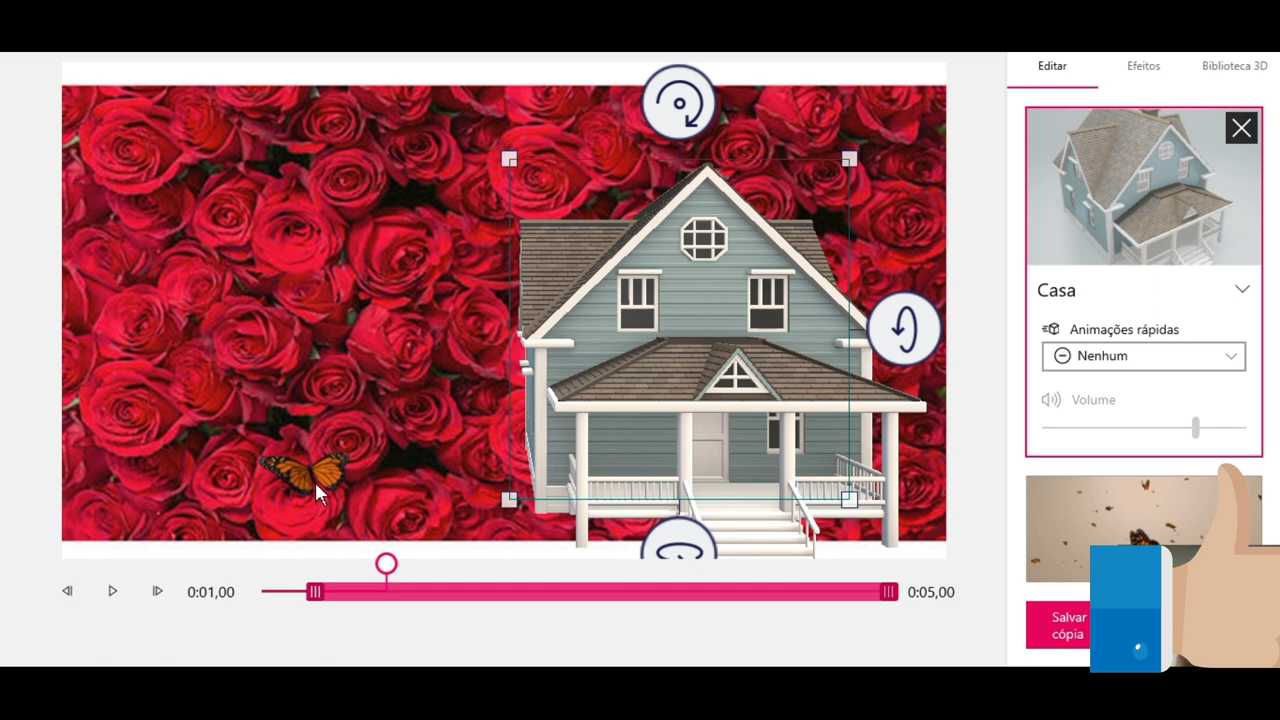 Editar
Efeitos
Biblioteca 3D
Casa
Animações rápidas
Nenhum
Volume
Salvar
cópia
0:01,00
0:05,00